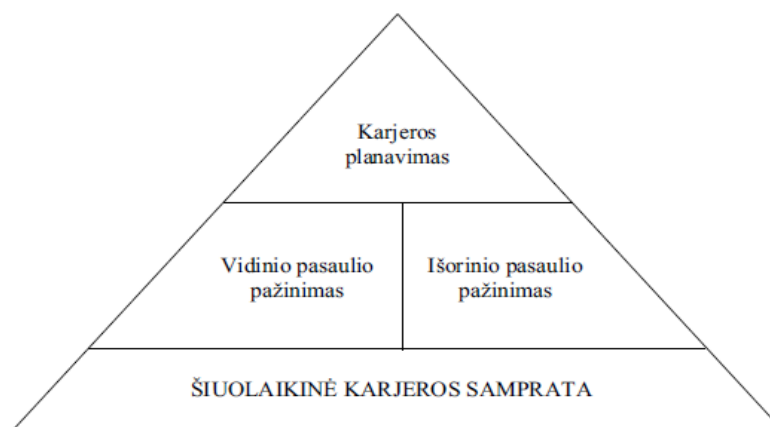 Karjeros
planavimas
Vidinio pasaulio
pažinimas
Išorinio pasaulio
pažinimas
ŠIUOLAIKINĖ KARJEROS SAMPRATA